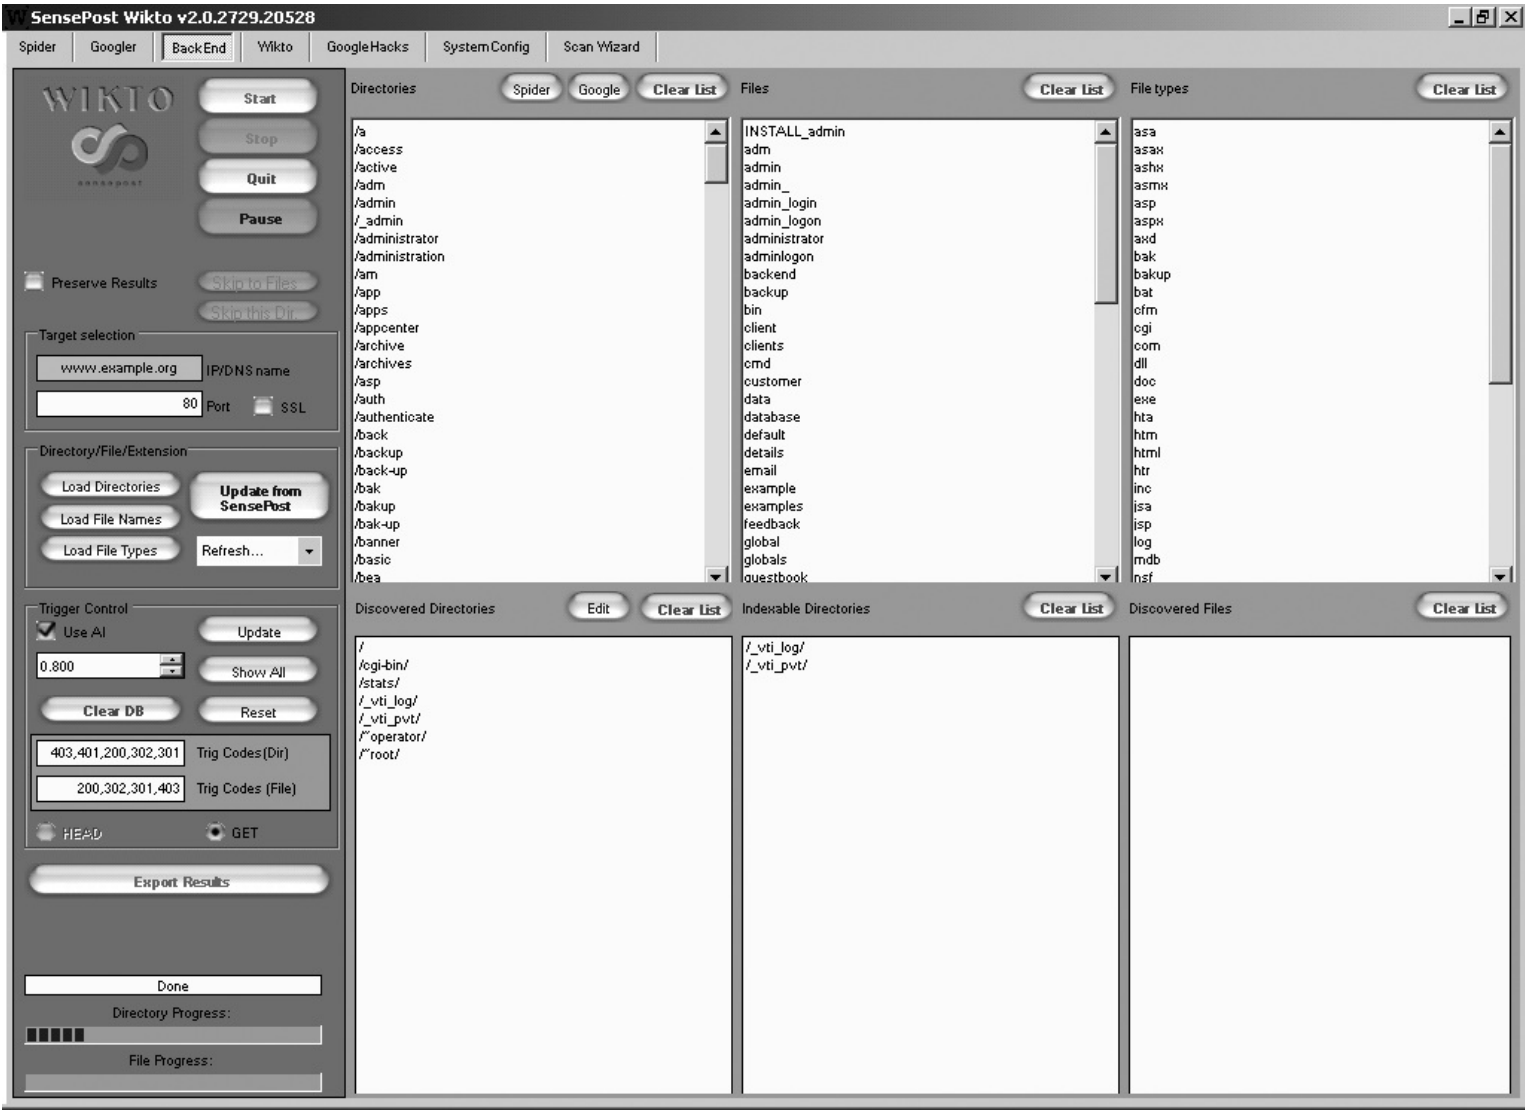 SensePost Wikto v2.0.2729.20528
Spider Googler BackEnd Wikto GoogleHacks SystemConfig Scan Wizard
WIKTO
sensepost
Start
Stop
Quit
Pause
Preserve Results
Skip to Files
Skip this Dir
Target selection
www.example.org IP/DNS name
80 Port SSL
Directory/File/Extension
Load Directories
Update from
SensePost
Load File Names
Load File Types
Refresh...
Trigger Control
Use AI
Update
0.800
Show All
Clear DB
Reset
403,401,200,302,301 Trig Codes(Dir)
200,302,301,403 Trig Codes (File)
HEAD GET
Export Results
Done
Directory Progress:
File Progress:
Directories Spider Google Clear List
/a
/access
/active
/adm
/admin
/_admin
/administrator
/administration
/am
/app
/apps
/appcenter
/archive
/archives
/asp
/auth
/authenticate
/back
/backup
/back-up
/bak
/bakup
/bak-up
/banner
/basic
/bea
Files Clear List
INSTALL_admin
adm
admin
admin_
admin_login
admin_logon
administrator
adminlogon
backend
backup
bin
client
clients
cmd
customer
data
database
default
details
email
example
examples
feedback
global
globals
guestbook
File types Clear List
asa
asax
ashx
asmx
asp
aspx
axd
bak
bakup
bat
cfm
cgi
com
dll
doc
exe
hta
htm
html
htr
inc
jsa
jsp
log
mdb
nsf
Discovered Directories Edit Clear List
/
/cgi-bin/
/stats/
/_vti_log/
/_vti_pvt/
/~operator/
/~root/
Indexable Directories Clear List
/_vti_log/
/_vti_pvt/
Discovered Files Clear List